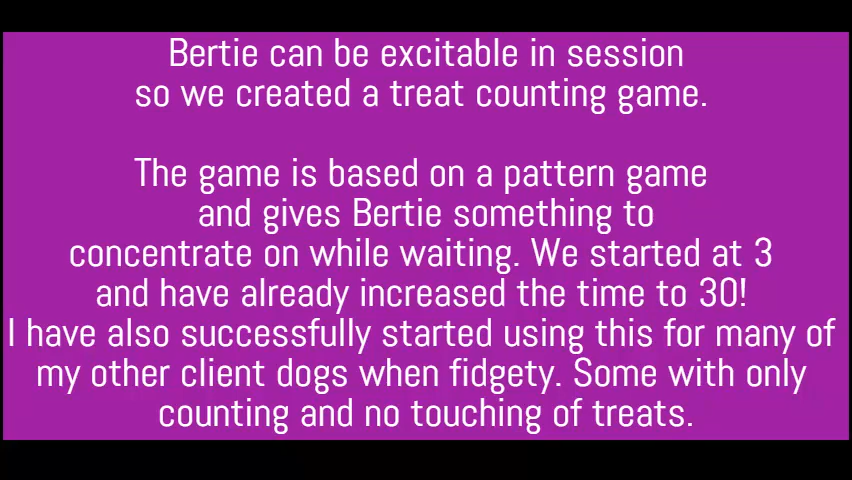 Bertie can be excitable in session
so we created a treat counting game.
The game is based on a pattern game
and gives Bertie something to
concentrate on while waiting. We started at 3
and have already increased the time to 30!
I have also successfully started using this for many of
my other client dogs when fidgety. Some with only
counting and no touching of treats.